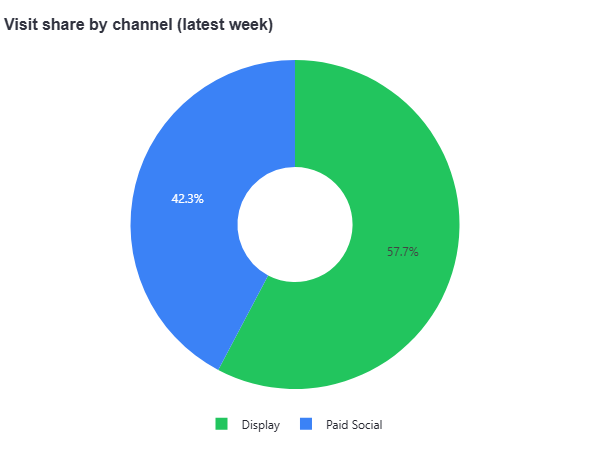 Visit share by channel (latest week)
42.3%
57.7%
Display Paid Social